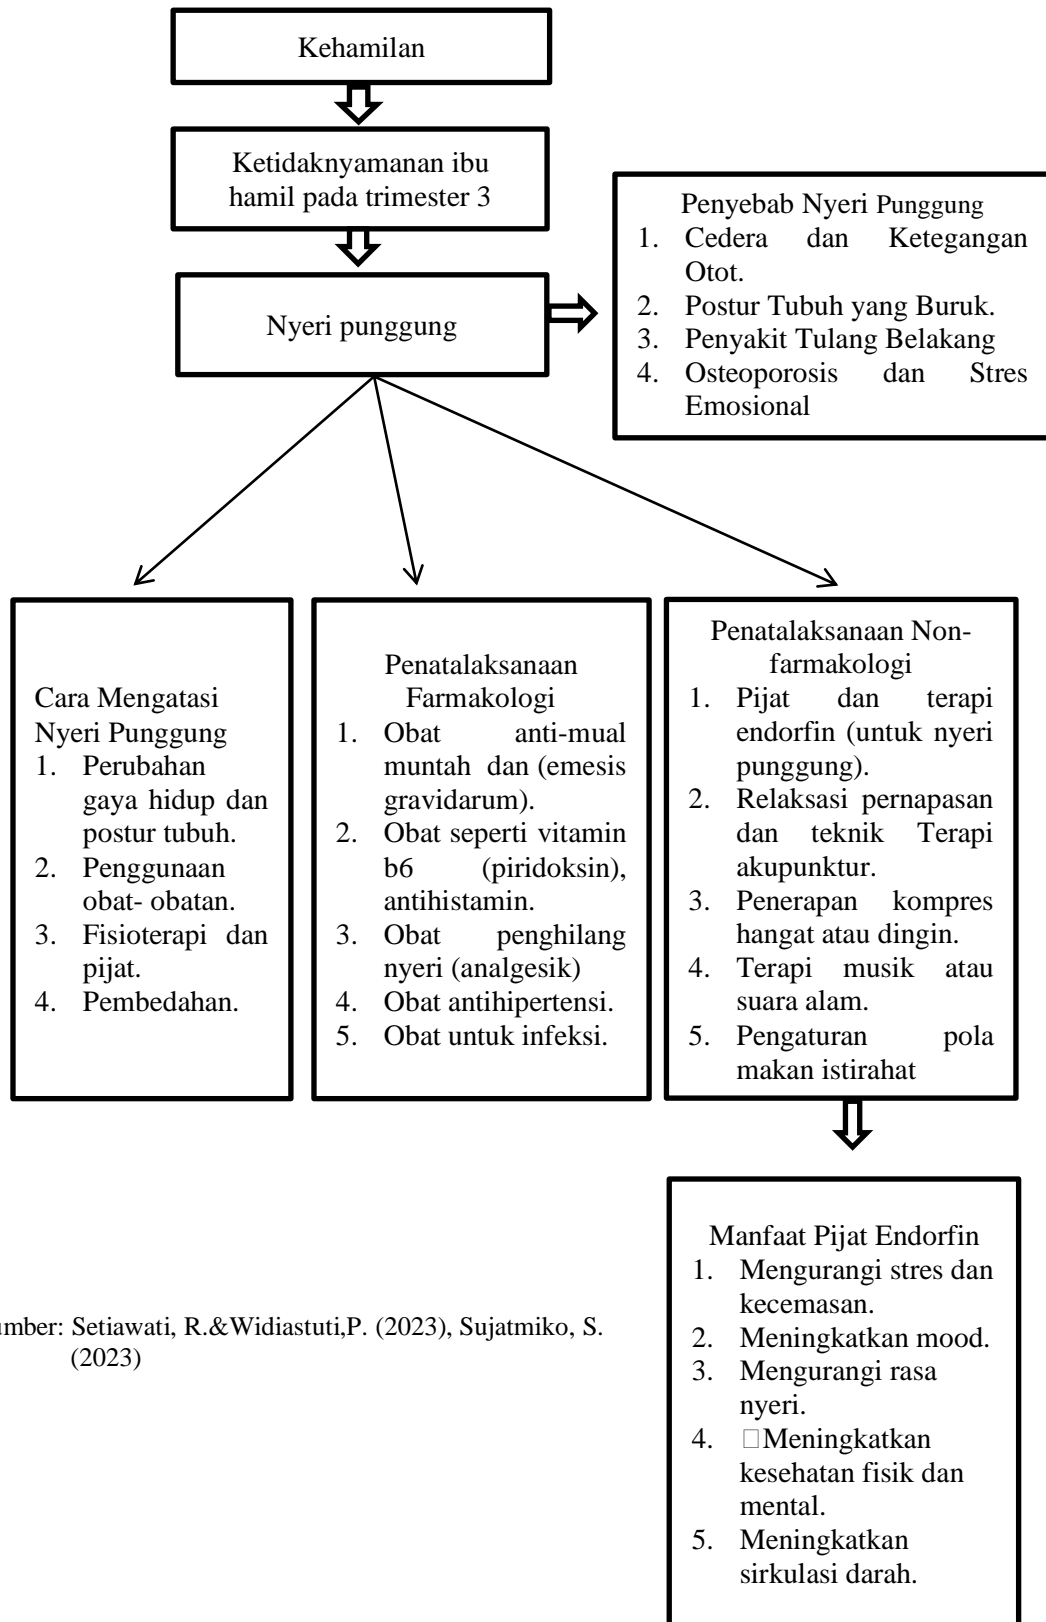 Kehamilan
Ketidaknyamanan ibu
hamil pada trimester 3
Nyeri punggung
Penyebab Nyeri Punggung
1. Cedera dan Ketegangan
Otot.
2. Postur Tubuh yang Buruk.
3. Penyakit Tulang Belakang
4. Osteoporosis dan Stres
Emosional
Cara Mengatasi
Nyeri Punggung
1. Perubahan
gaya hidup dan
postur tubuh.
2. Penggunaan
obat- obatan.
3. Fisioterapi dan
pijat.
4. Pembedahan.
Penatalaksanaan
Farmakologi
1. Obat anti-mual
muntah dan (emesis
gravidarum).
2. Obat seperti vitamin
b6 (piridoksin),
antihistamin.
3. Obat penghilang
nyeri (analgesik)
4. Obat antihipertensi.
5. Obat untuk infeksi.
Penatalaksanaan Non-
farmakologi
1. Pijat dan terapi
endorfin (untuk nyeri
punggung).
2. Relaksasi pernapasan
dan teknik Terapi
akupunktur.
3. Penerapan kompres
hangat atau dingin.
4. Terapi musik atau
suara alam.
5. Pengaturan pola
makan istirahat
Manfaat Pijat Endorfin
1. Mengurangi stres dan
kecemasan.
2. Meningkatkan mood.
3. Mengurangi rasa
nyeri.
4. □Meningkatkan
kesehatan fisik dan
mental.
5. Meningkatkan
sirkulasi darah.
umber: Setiawati, R.&Widiastuti,P. (2023), Sujatmiko, S.
(2023)